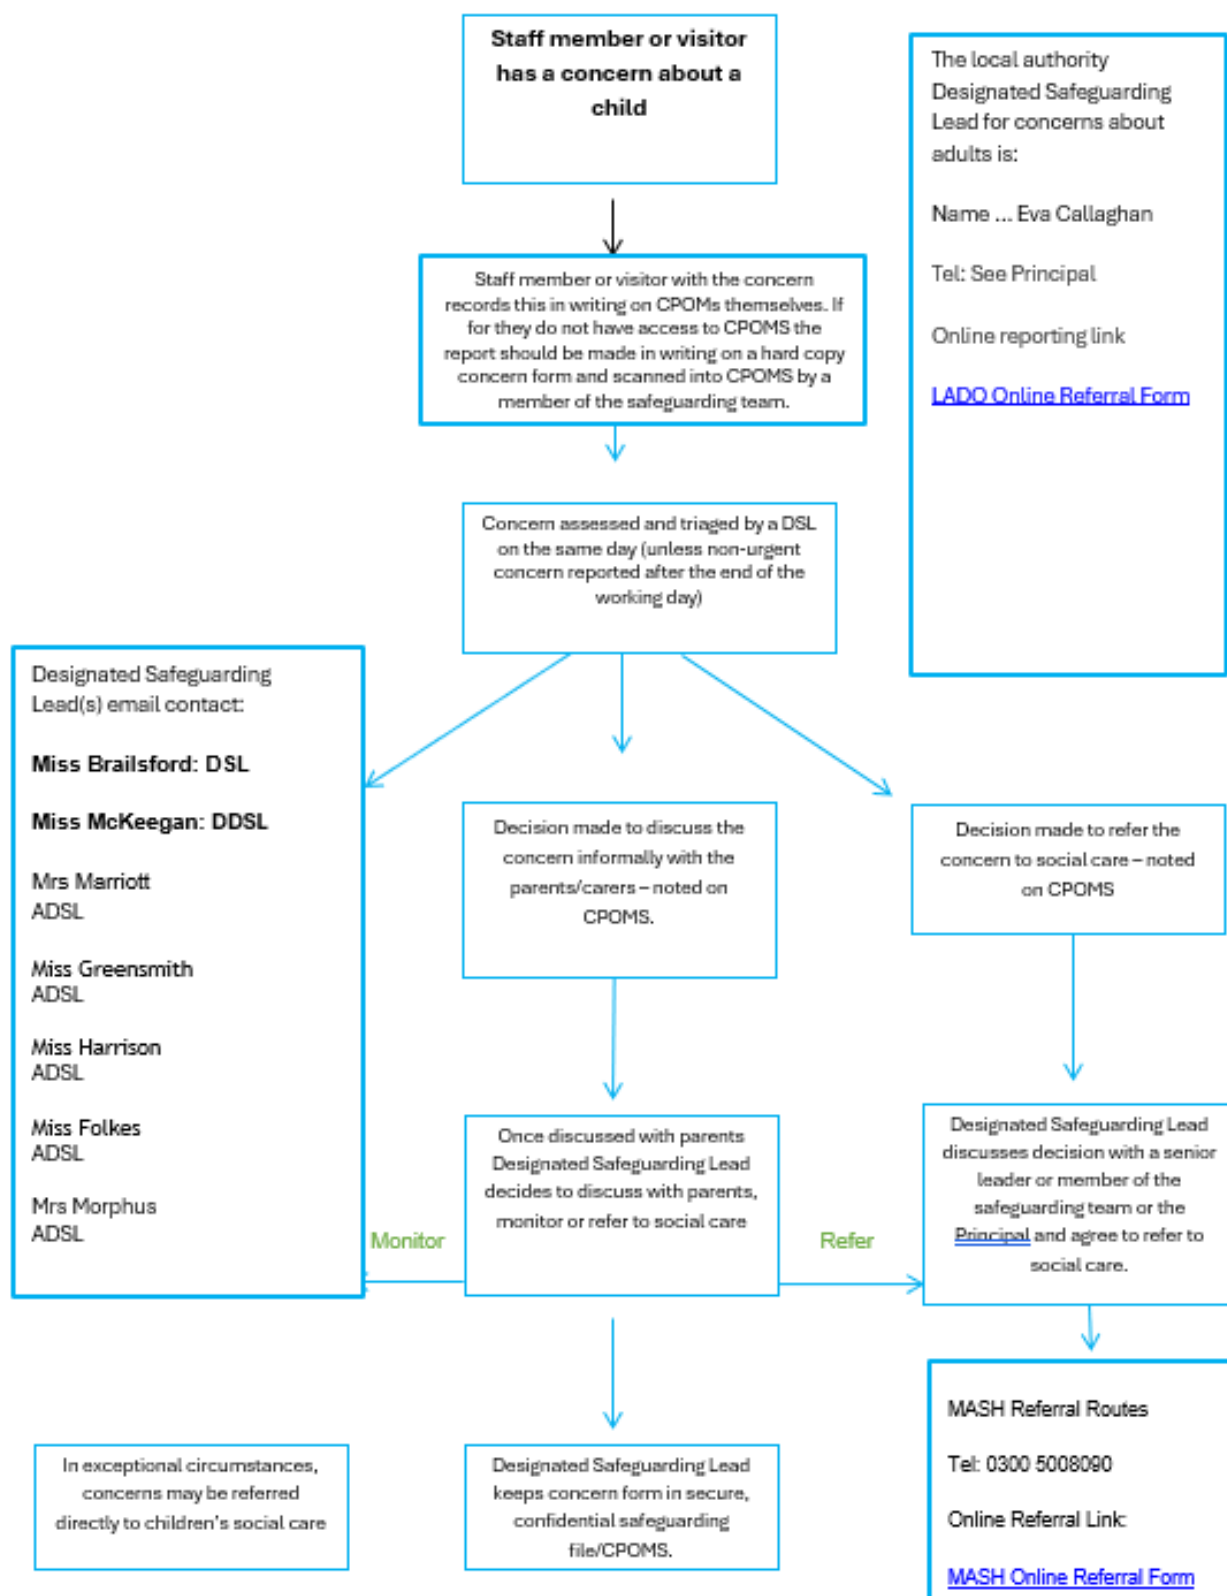 Staff member or visitor
has a concern about a
child
The local authority
Designated Safeguarding
Lead for concerns about
adults is:
Name ... Eva Callaghan
Tel: See Principal
Online reporting link
LADO Online Referral Form
Staff member or visitor with the concern
records this in writing on CPOMs themselves. If
for they do not have access to CPOMS the
report should be made in writing on a hard copy
concern form and scanned into CPOMS by a
member of the safeguarding team.
Concern assessed and triaged by a DSL
on the same day (unless non-urgent
concern reported after the end of the
working day)
Designated Safeguarding
Lead(s) email contact:
Miss Brailsford: DSL
Miss McKeegan: DDSL
Mrs Marriott
ADSL
Miss Greensmith
ADSL
Miss Harrison
ADSL
Miss Folkes
ADSL
Mrs Morphus
ADSL
Decision made to discuss the
concern informally with the
parents/carers – noted on
CPOMS.
Decision made to refer the
concern to social care – noted
on CPOMS
Once discussed with parents
Designated Safeguarding Lead
decides to discuss with parents,
monitor or refer to social care
Monitor
Refer
Designated Safeguarding Lead
discusses decision with a senior
leader or member of the
safeguarding team or the
Principal and agree to refer to
social care.
In exceptional circumstances,
concerns may be referred
directly to children's social care
Designated Safeguarding Lead
keeps concern form in secure,
confidential safeguarding
file/CPOMS.
MASH Referral Routes
Tel: 0300 5008090
Online Referral Link:
MASH Online Referral Form